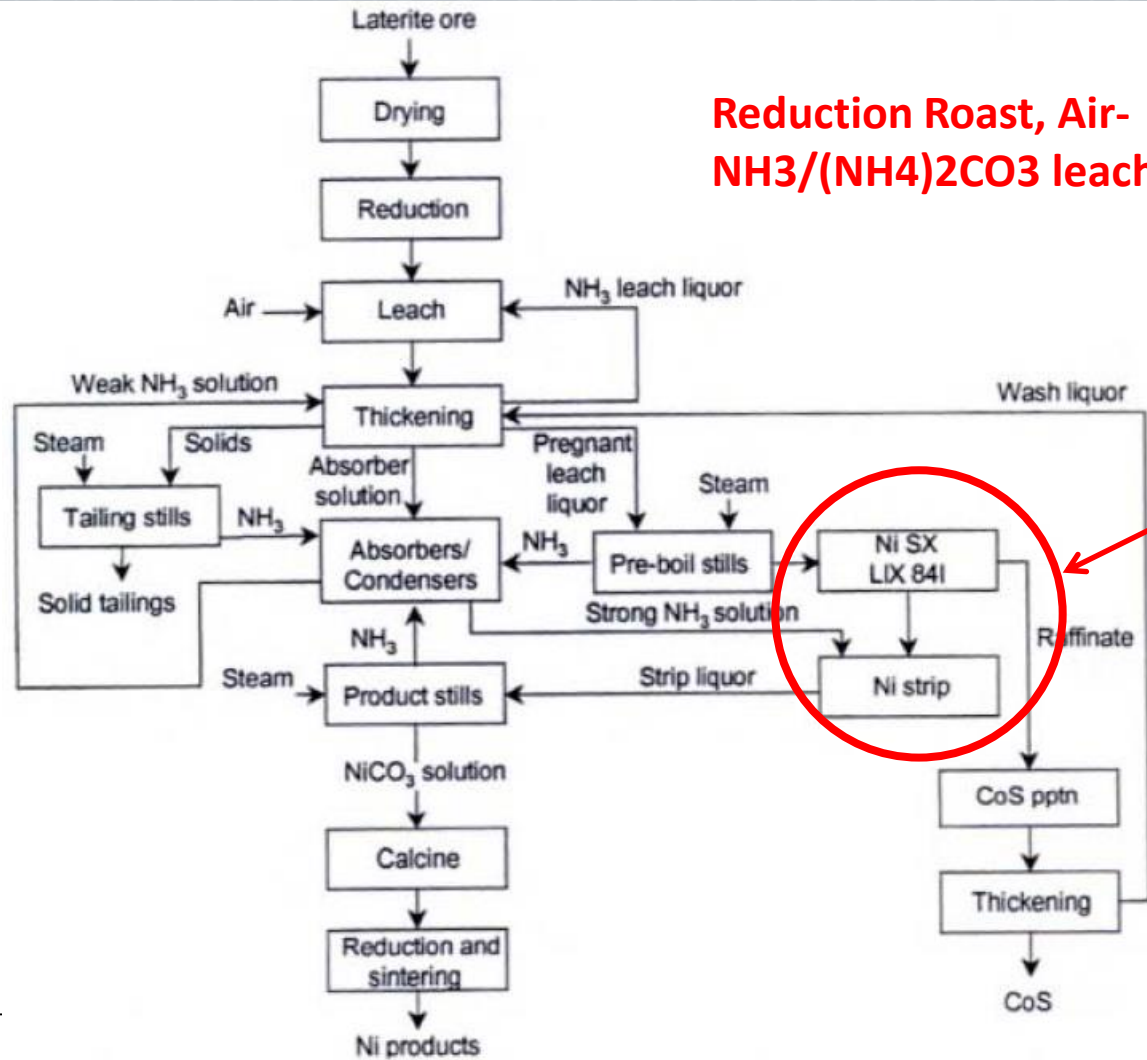 Laterite ore
Drying
Reduction Roast, Air-
NH3/(NH4)2CO3 leach
Reduction
NH₃ leach liquor
Air
Leach
Weak NH₃ solution
Wash liquor
Thickening
Steam
Solids
Pregnant
leach
liquor
Absorber
solution
Steam
Tailing stills
NH₃
Absorbers/
Condensers
NH₃
Pre-boil stills
Ni SX
LIX 84I
Solid tailings
Strong NH₃ solution
Raffinate
NH₃
Steam
Product stills
Strip liquor
Ni strip
NiCO₃ solution
CoS pptn
Calcine
Thickening
Reduction and
sintering
CoS
Ni products